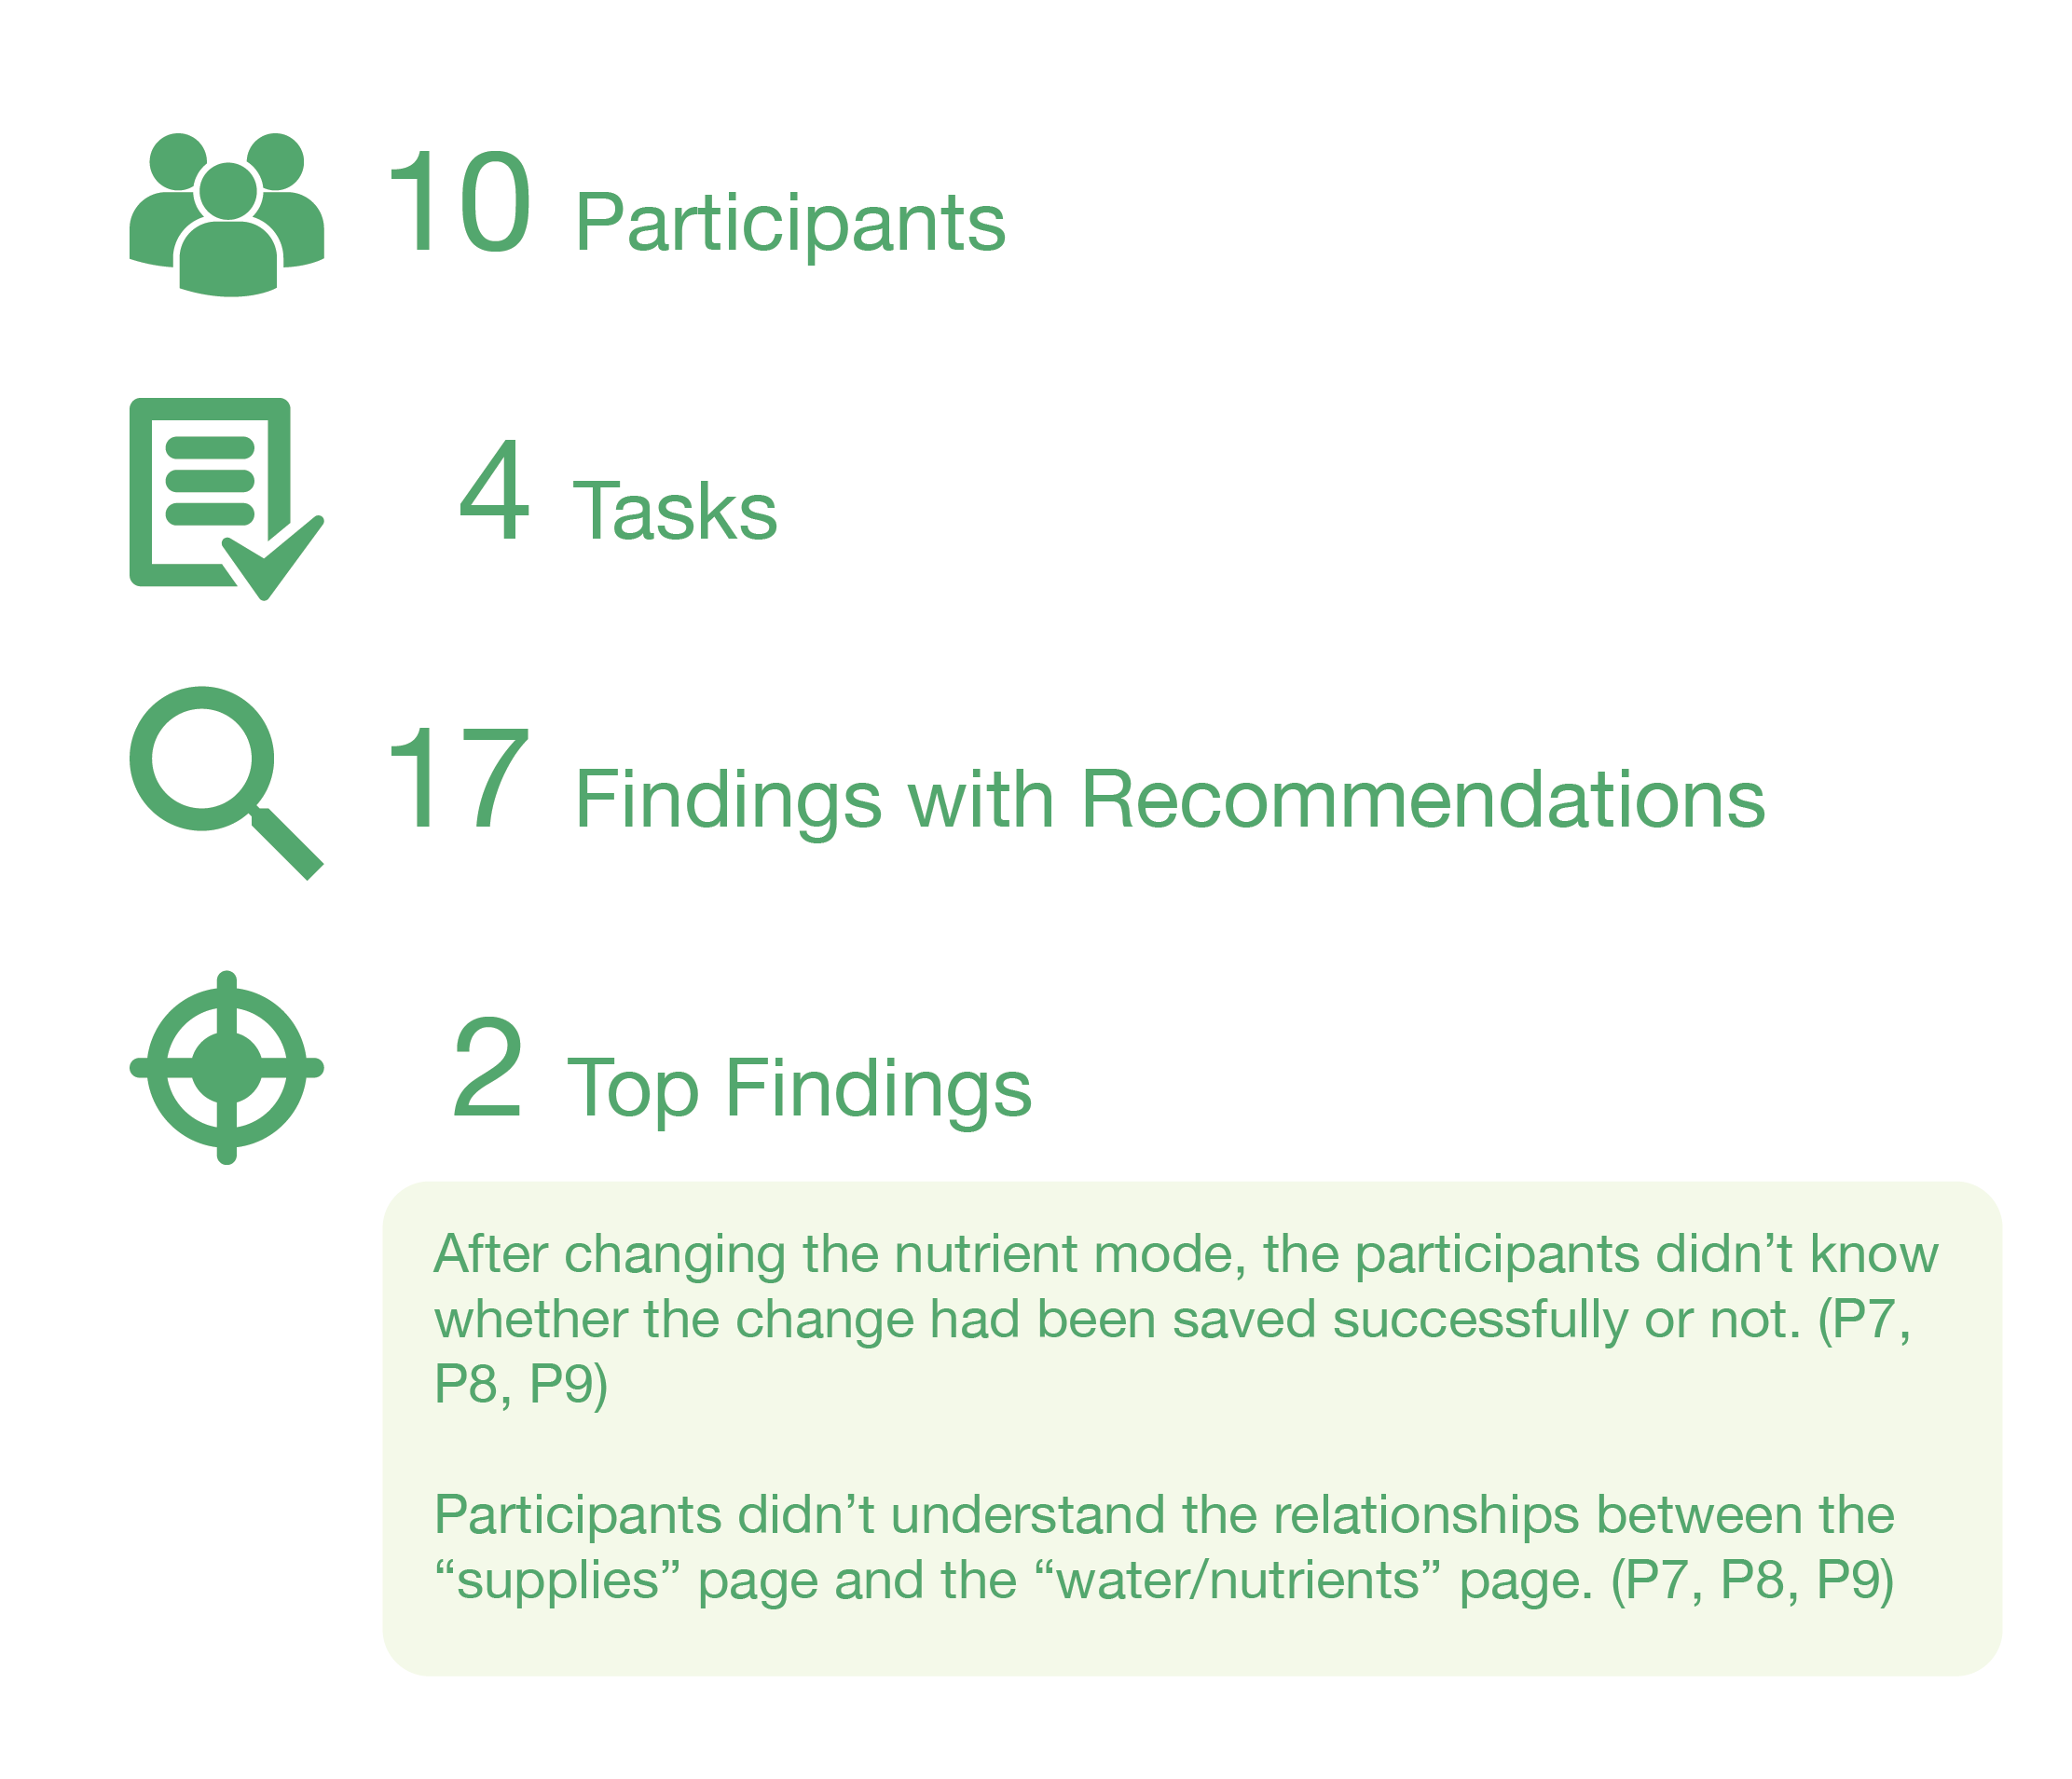 10 Participants
4 Tasks
17 Findings with Recommendations
2 Top Findings
After changing the nutrient mode, the participants didn’t know
whether the change had been saved successfully or not. (P7,
P8, P9)
Participants didn’t understand the relationships between the
“supplies” page and the “water/nutrients” page. (P7, P8, P9)